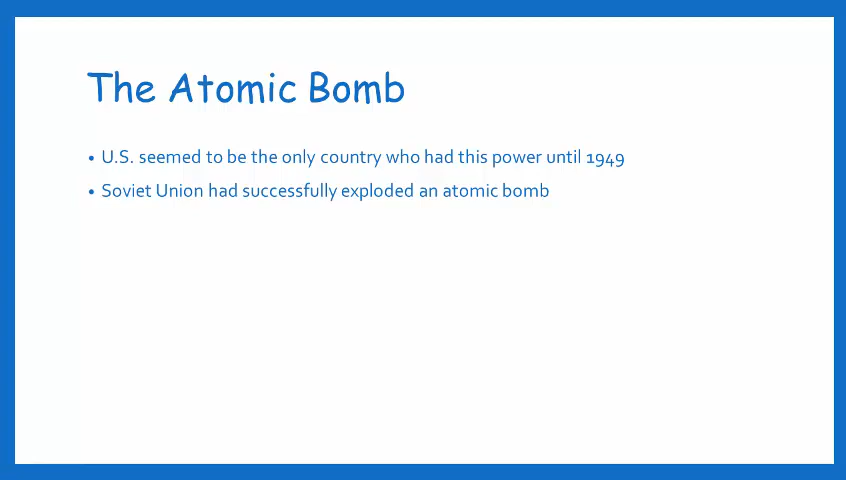 The Atomic Bomb
• U.S. seemed to be the only country who had this power until 1949
• Soviet Union had successfully exploded an atomic bomb